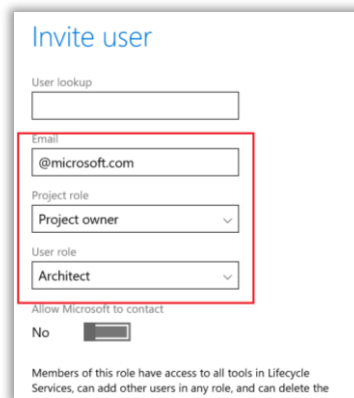 Invite user
User lookup
Email
@microsoft.com
Project role
Project owner
User role
Architect
Allow Microsoft to contact
No
Members of this role have access to all tools in Lifecycle
Services, can add other users in any role, and can delete the